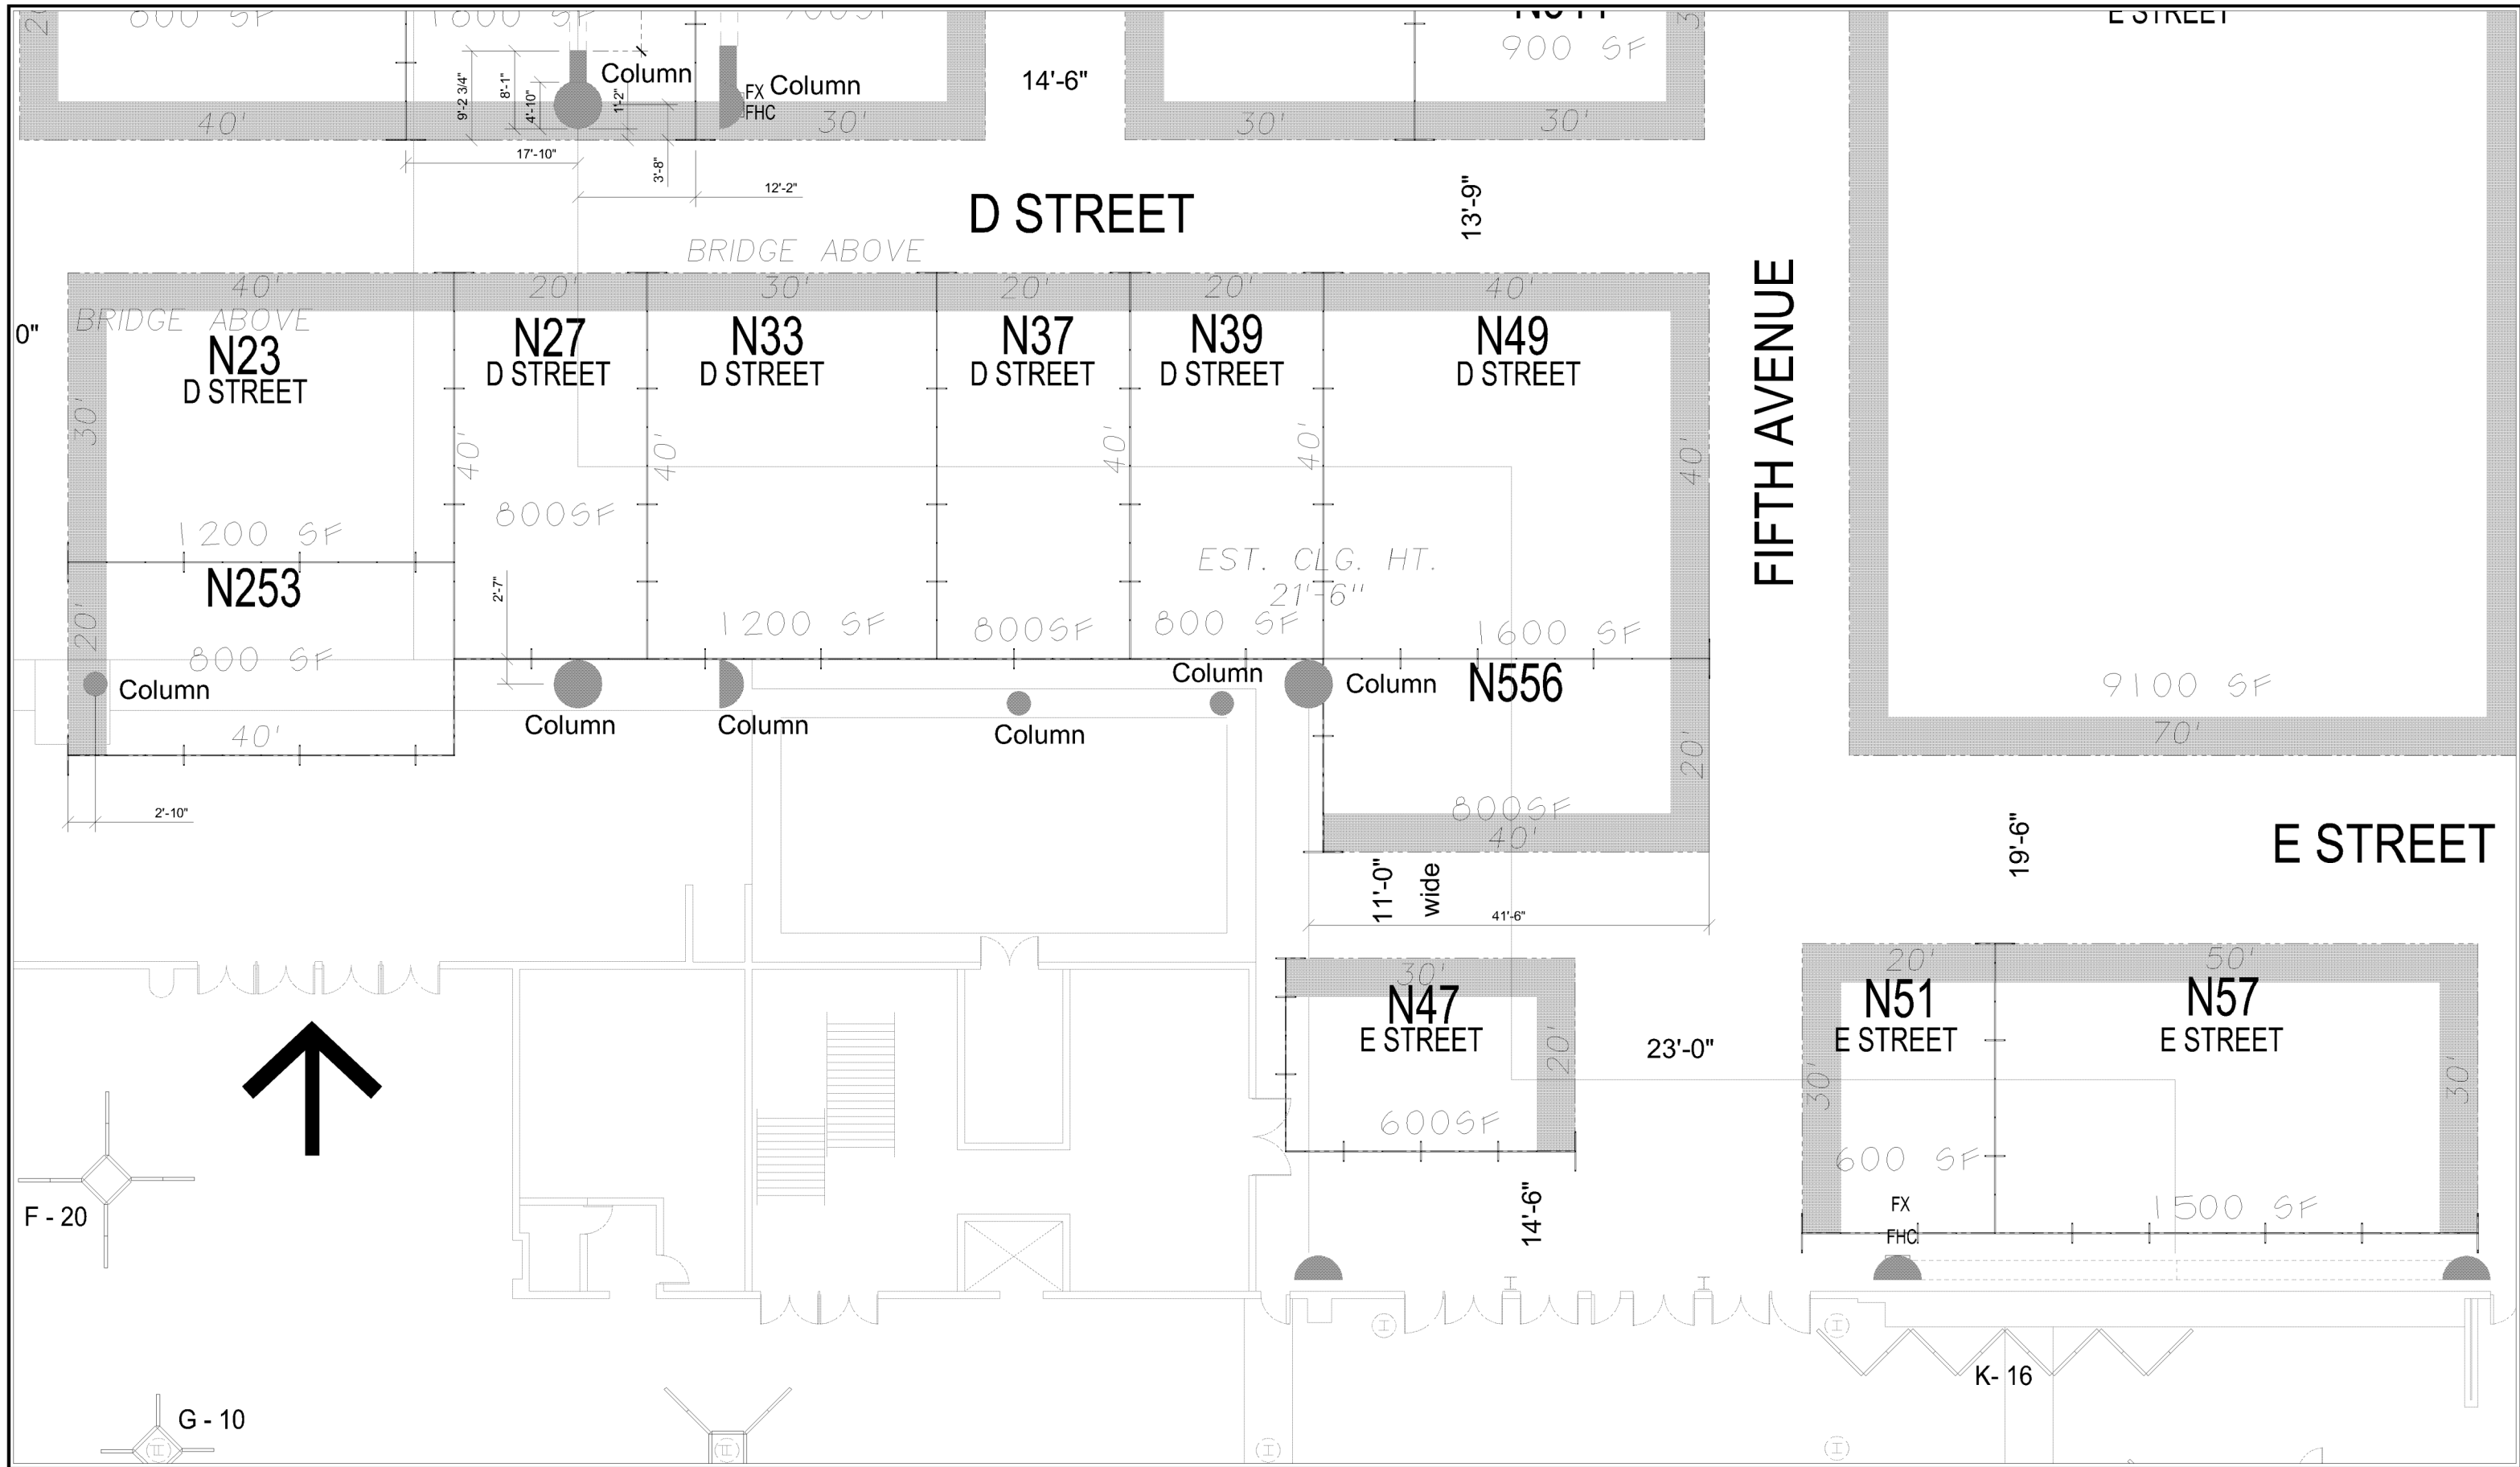 800 SF
1800 SF
900 SF
E STREET
Column
FX Column
FHC
14'-6"
9'-2 3/4"
8'-1"
4'-10"
1'-2"
40'
30'
30'
30'
17'-10"
3'-8"
12'-2"
D STREET
13'-9"
BRIDGE ABOVE
40'
20'
30'
20'
20'
40'
0"
BRIDGE ABOVE
N23
D STREET
N27
D STREET
N33
D STREET
N37
D STREET
N39
D STREET
N49
D STREET
FIFTH AVENUE
30'
40'
40'
40'
40'
40'
800SF
1200 SF
EST. CLG. HT.
21'-6"
N253
2'-7"
20'
1200 SF
800SF
800 SF
1600 SF
800 SF
Column
Column
Column
N556
9100 SF
Column
Column
Column
40'
20'
70'
2'-10"
800SF
40'
19'-6"
E STREET
11'-0"
wide
41'-6"
30'
N47
E STREET
20'
23'-0"
20'
50'
N51
E STREET
N57
E STREET
30'
30'
600SF
600 SF
FX
1500 SF
FHC
14'-6"
F - 20
K- 16
G - 10